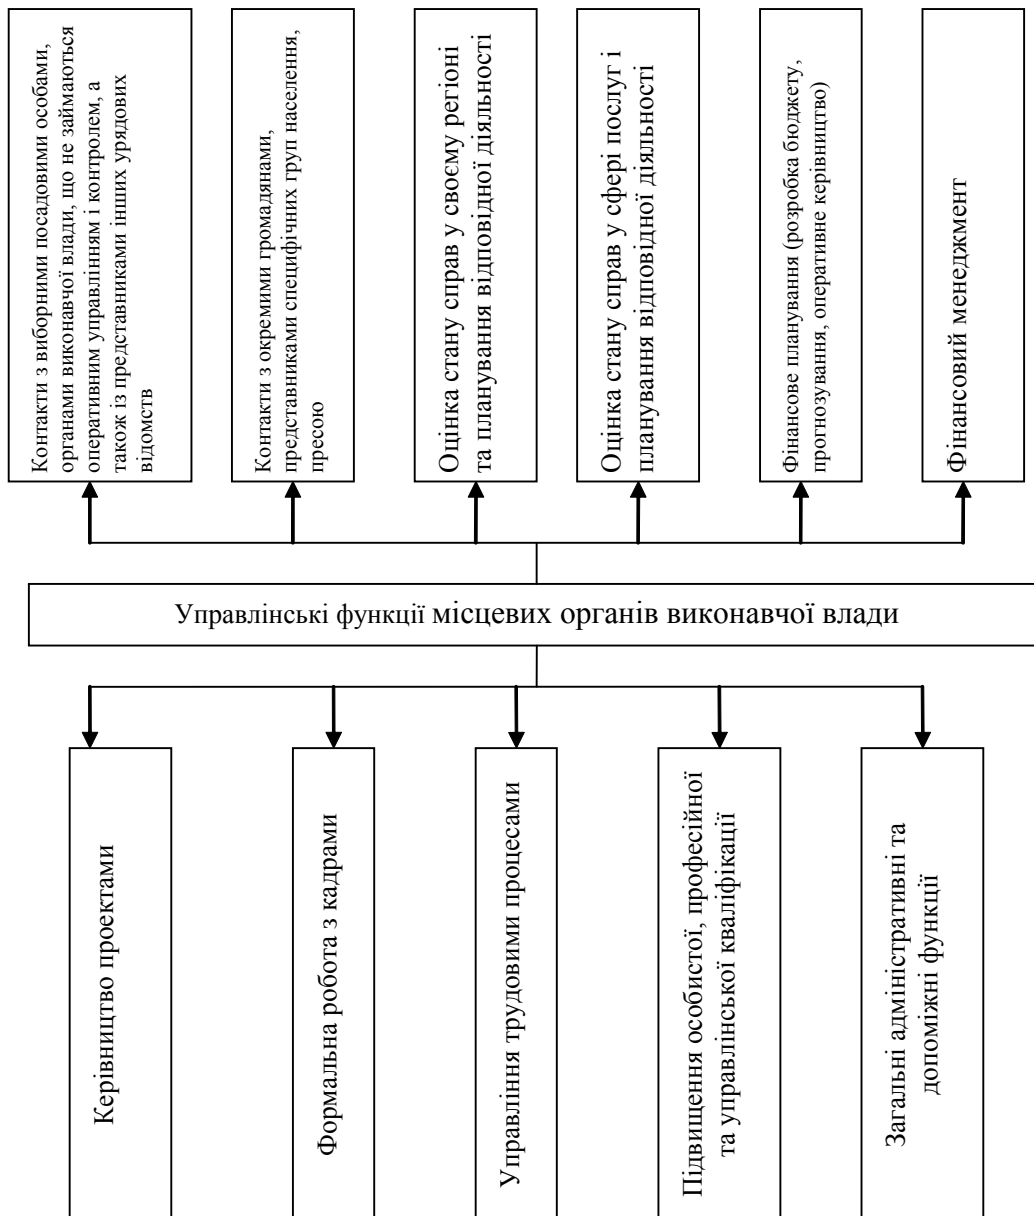 Контакти з виборними посадовими особами,
органами виконавчої влади, що не займаються
оперативним управлінням і контролем, а
також із представниками інших урядових
відомств
Контакти з окремими громадянами,
представниками специфічних груп населення,
пресою
Оцінка стану справ у своєму регіоні
та планування відповідної діяльності
Оцінка стану справ у сфері послуг і
планування відповідної діяльності
Фінансове планування (розробка бюджету,
прогнозування, оперативне керівництво)
Фінансовий менеджмент
Управлінські функції місцевих органів виконавчої влади
Керівництво проектами
Формальна робота з кадрами
Управління трудовими процесами
Підвищення особистої, професійної
та управлінської кваліфікації
Загальні адміністративні та
допоміжні функції